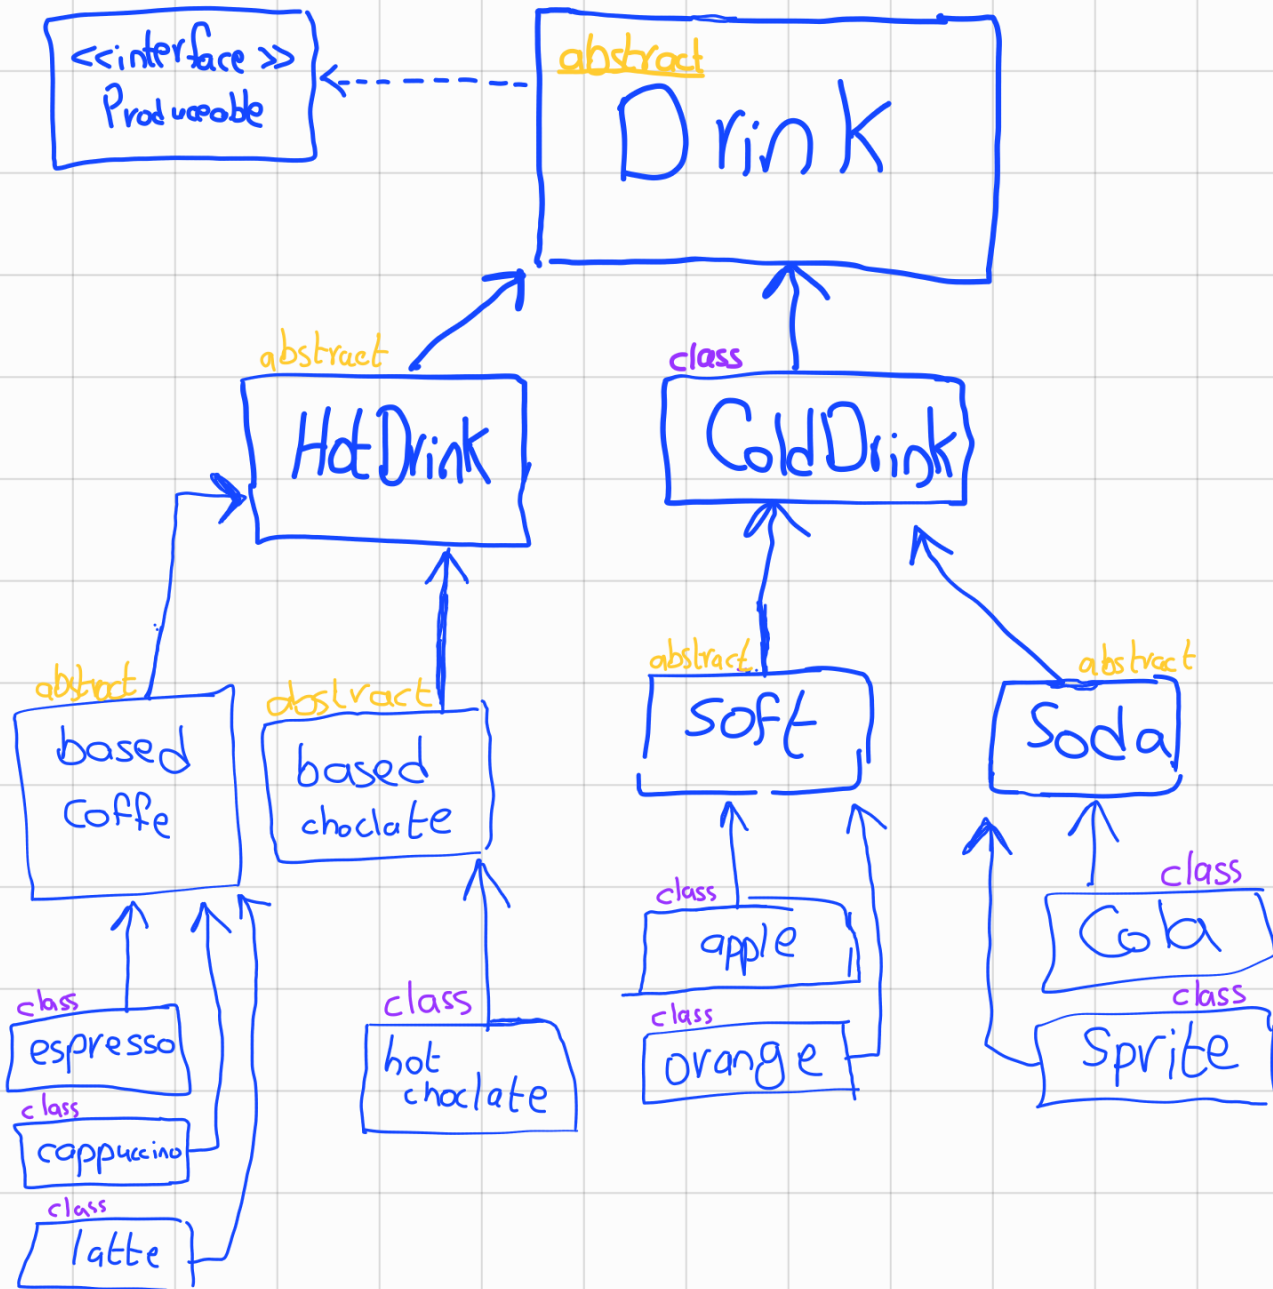 <<interface>>
Produceable
abstract
Drink
abstract
HotDrink
class
ColdDrink
abstract
based
Coffe
abstract
based
choclate
abstract
Soft
abstract
Soda
class
espresso
class
cappuccino
class
latte
class
hot
choclate
class
apple
class
orange
class
Cola
class
Sprite